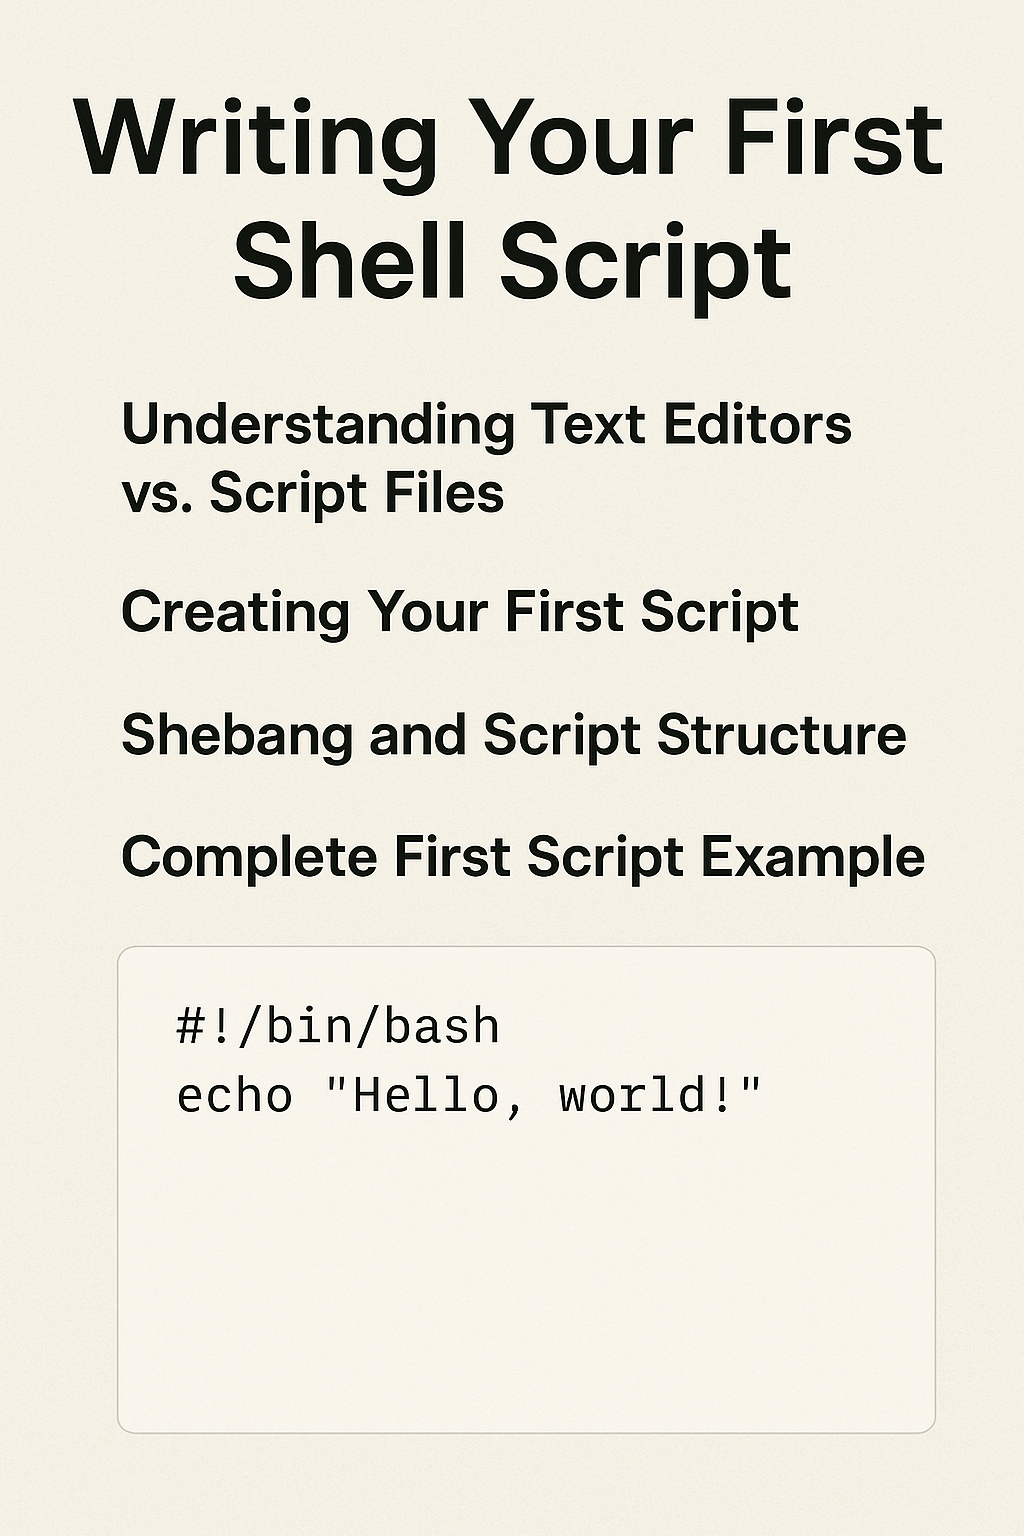 Writing Your First
Shell Script
Understanding Text Editors
vs. Script Files
Creating Your First Script
Shebang and Script Structure
Complete First Script Example
#!/bin/bash
echo "Hello, world!"